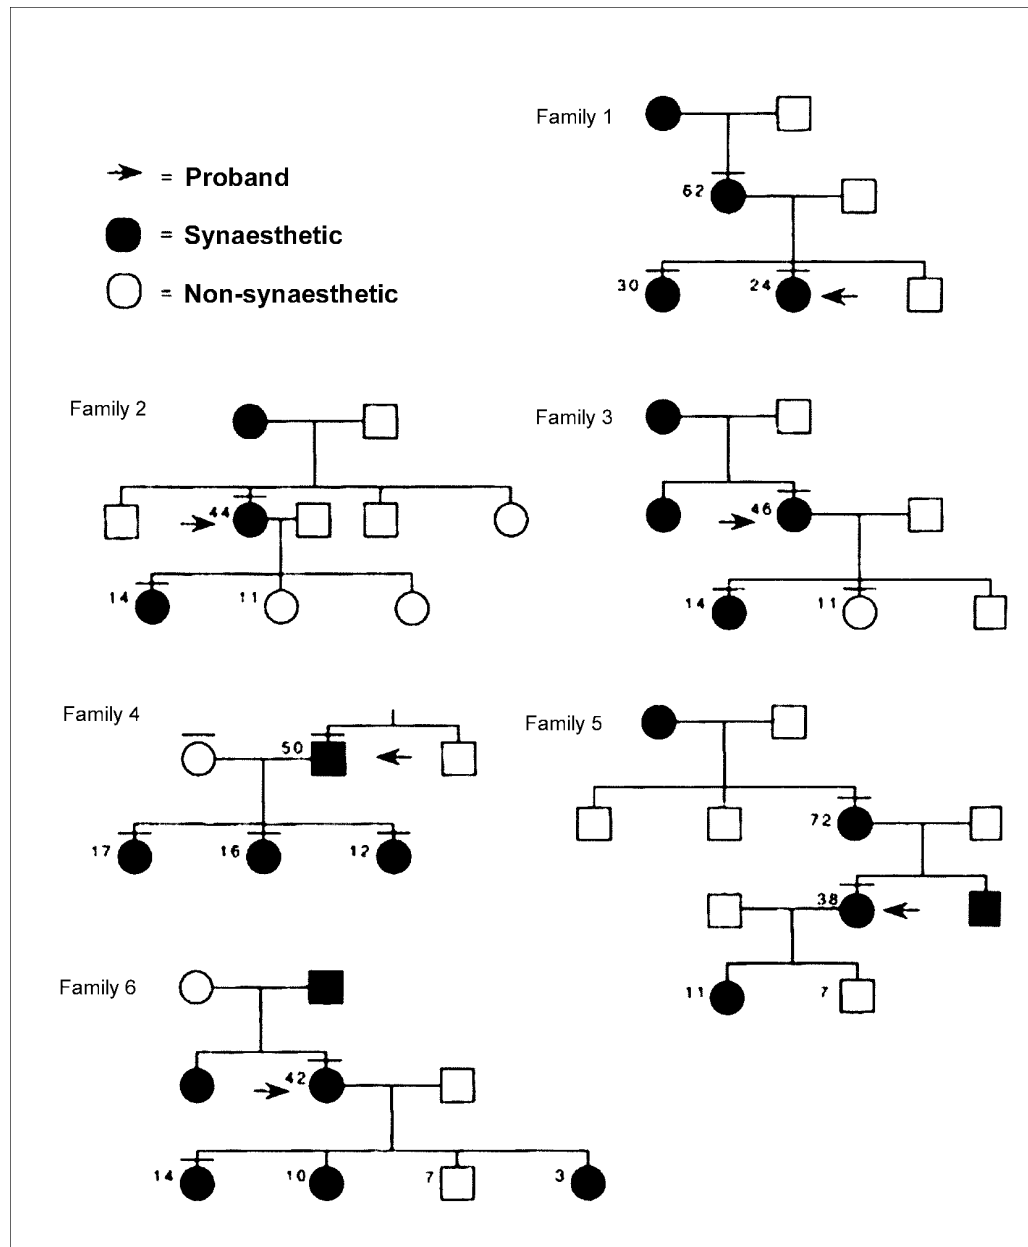 Family 1
= Proband
= Synaesthetic
= Non-synaesthetic
62
30 24
Family 2
44
14 11
Family 3
46
14 11
Family 4
50
17 16 12
Family 5
72
38
11 7
Family 6
42
14 10 7 3